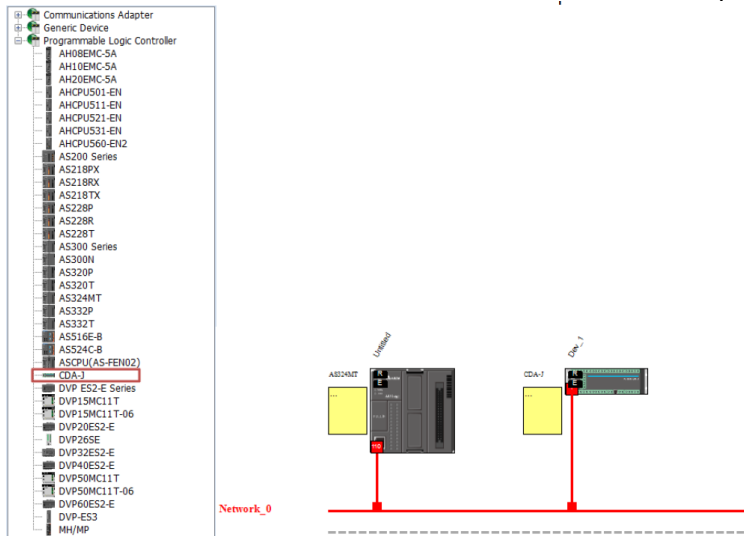 Communications Adapter
Generic Device
Programmable Logic Controller
AH08EMC-5A
AH10EMC-5A
AH20EMC-5A
AHCPU501-EN
AHCPU511-EN
AHCPU521-EN
AHCPU531-EN
AHCPU560-EN2
AS200 Series
AS218PX
AS218RX
AS218TX
AS228P
AS228R
AS228T
AS300 Series
AS300N
AS320P
AS320T
AS324MT
AS332P
AS332T
AS516E-B
AS524C-B
ASCPU(AS-FEN02)
CDA-J
DVP ES2-E Series
DVP15MC11T
DVP15MC11T-06
DVP20ES2-E
DVP26SE
DVP32ES2-E
DVP40ES2-E
DVP50MC11T
DVP50MC11T-06
DVP60ES2-E
DVP-ES3
MH/MP
Untitled
AS324MT
...
R
E
Dev_1
CDA-J
...
R
E
Network_0